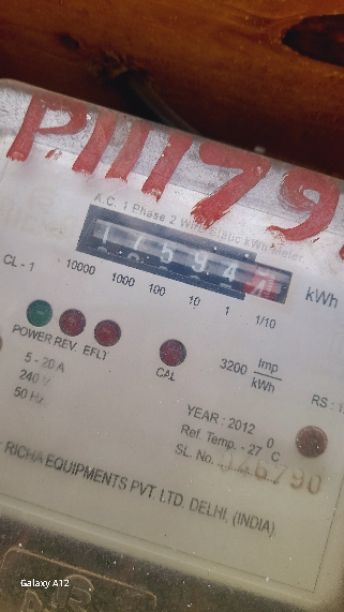 A.C. 1 Phase 2 Wire Static kWh Meter
17594
kWh
CL - 1
10000 1000 100 10 1 1/10
POWER REV. EFLT
CAL
3200 Imp/kWh
5 - 20 A
240 V
50 Hz
RS :
YEAR : 2012
Ref. Temp. - 27 °C
SL. No.
RICHA EQUIPMENTS PVT. LTD. DELHI, (INDIA)
Galaxy A12